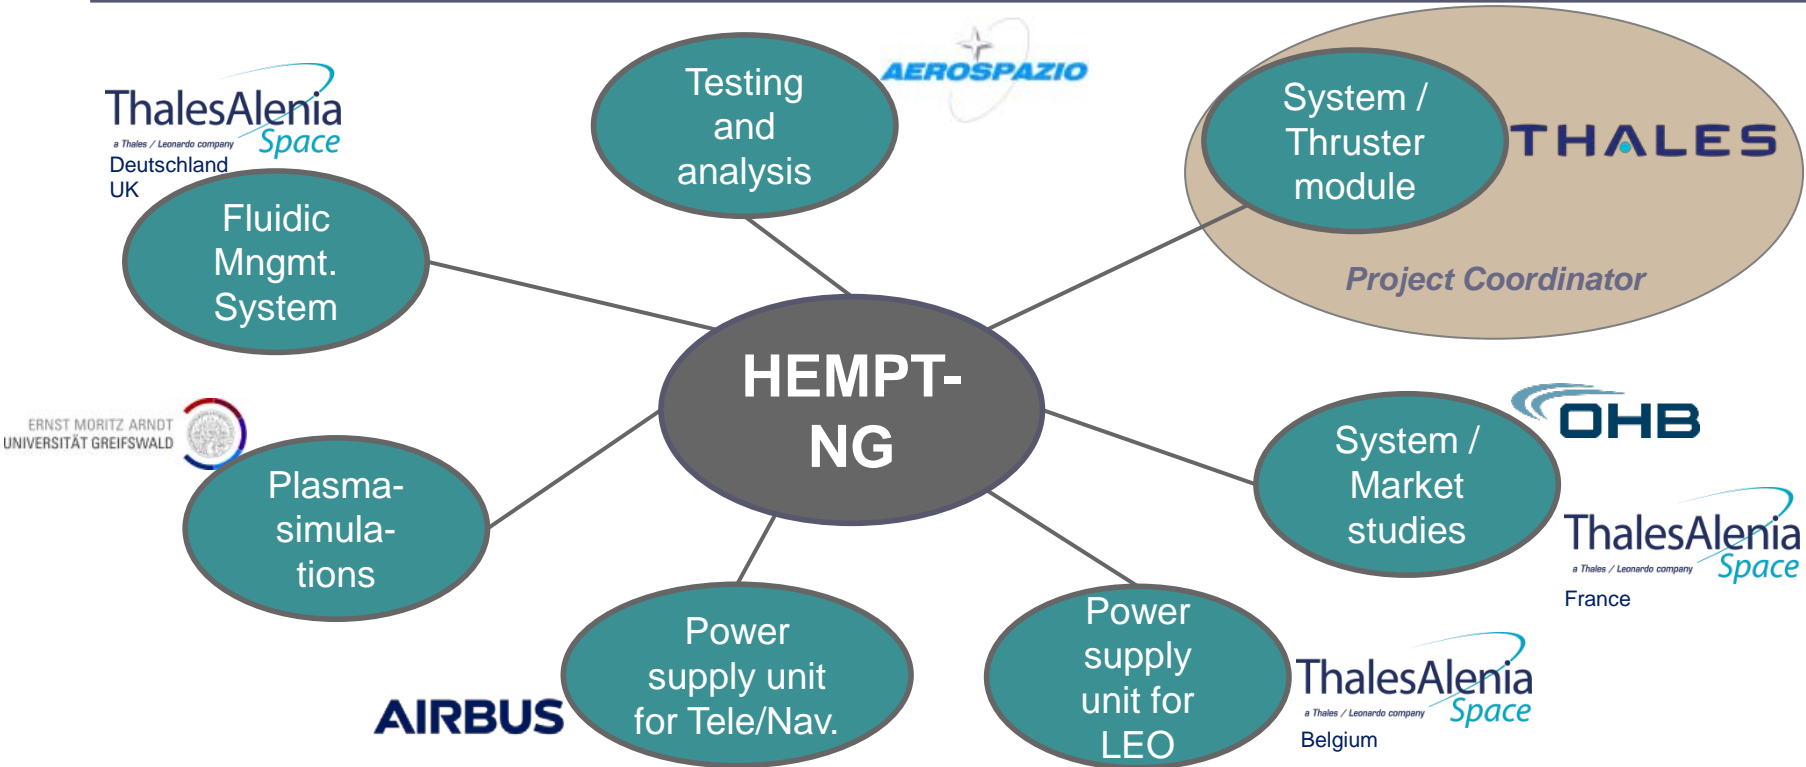 ThalesAlenia
a Thales / Leonardo company
Space
Deutschland
UK
Fluidic
Mngmt.
System
Testing
and
analysis
AEROSPAZIO
System /
Thruster
module
THALES
Project Coordinator
HEMPT-
NG
ERNST MORITZ ARNDT
UNIVERSITÄT GREIFSWALD
Plasma-
simula-
tions
System /
Market
studies
OHB
ThalesAlenia
a Thales / Leonardo company
Space
France
AIRBUS
Power
supply unit
for Tele/Nav.
Power
supply
unit for
LEO
ThalesAlenia
a Thales / Leonardo company
Space
Belgium